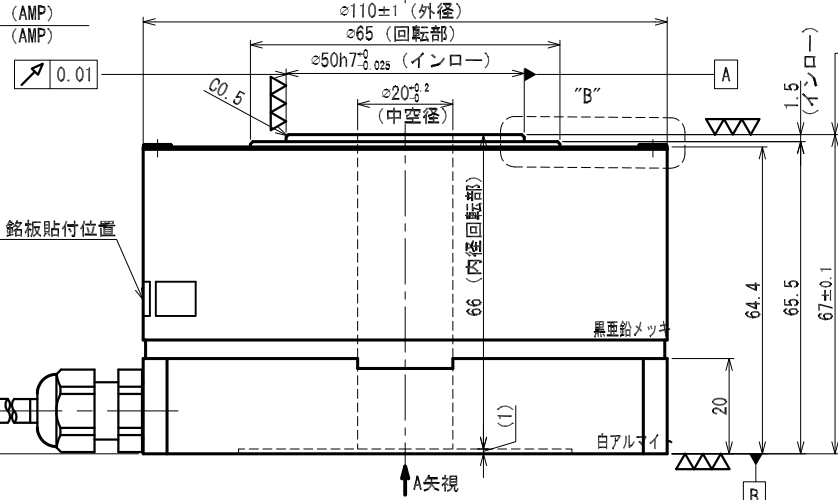 (AMP)
(AMP)
⌀110±1 (外径)
⌀65 (回転部)
⌀50h7 +0 -0.025 (インロー)
0.01
C0.5
⌀20 +0.2 -0
(中空径)
A
"B"
1.5
(インロー)
銘板貼付位置
66 (内径回転部)
64.4
65.5
67±0.1
黒亜鉛メッキ
20
(1)
白アルマイト
A矢視
B